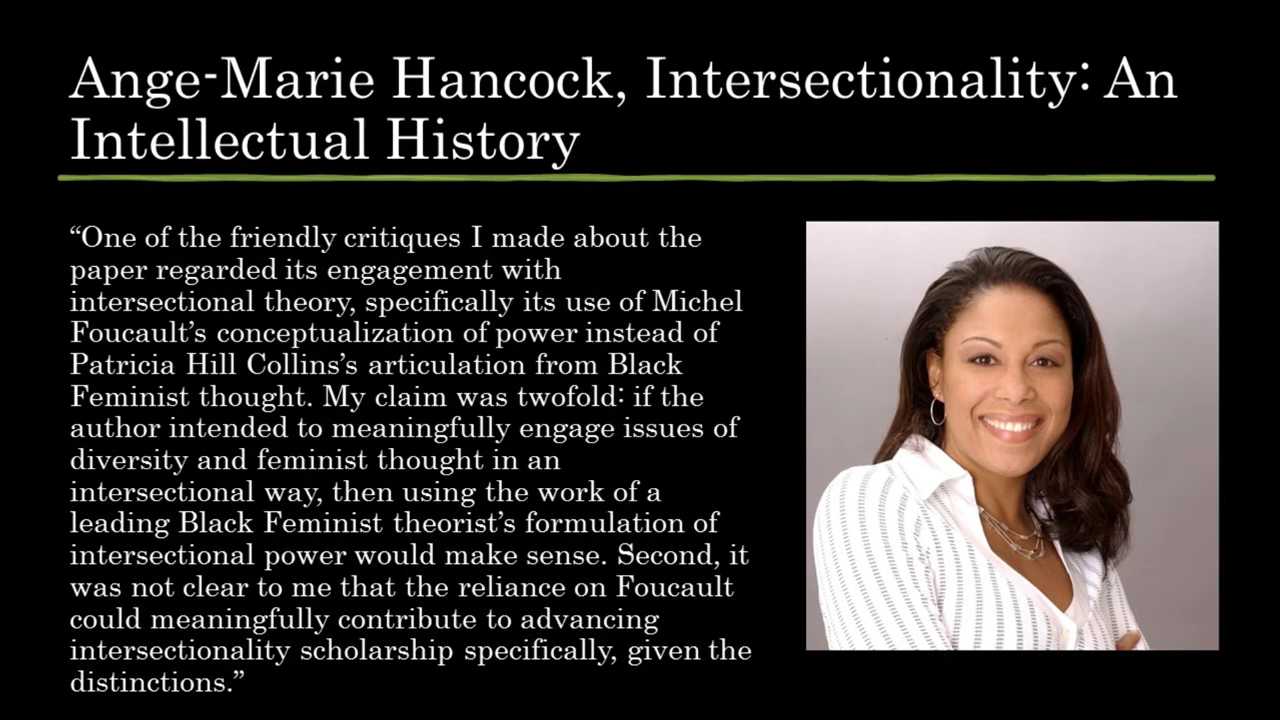 Ange-Marie Hancock, Intersectionality: An
Intellectual History
“One of the friendly critiques I made about the
paper regarded its engagement with
intersectional theory, specifically its use of Michel
Foucault’s conceptualization of power instead of
Patricia Hill Collins’s articulation from Black
Feminist thought. My claim was twofold: if the
author intended to meaningfully engage issues of
diversity and feminist thought in an
intersectional way, then using the work of a
leading Black Feminist theorist’s formulation of
intersectional power would make sense. Second, it
was not clear to me that the reliance on Foucault
could meaningfully contribute to advancing
intersectionality scholarship specifically, given the
distinctions.”